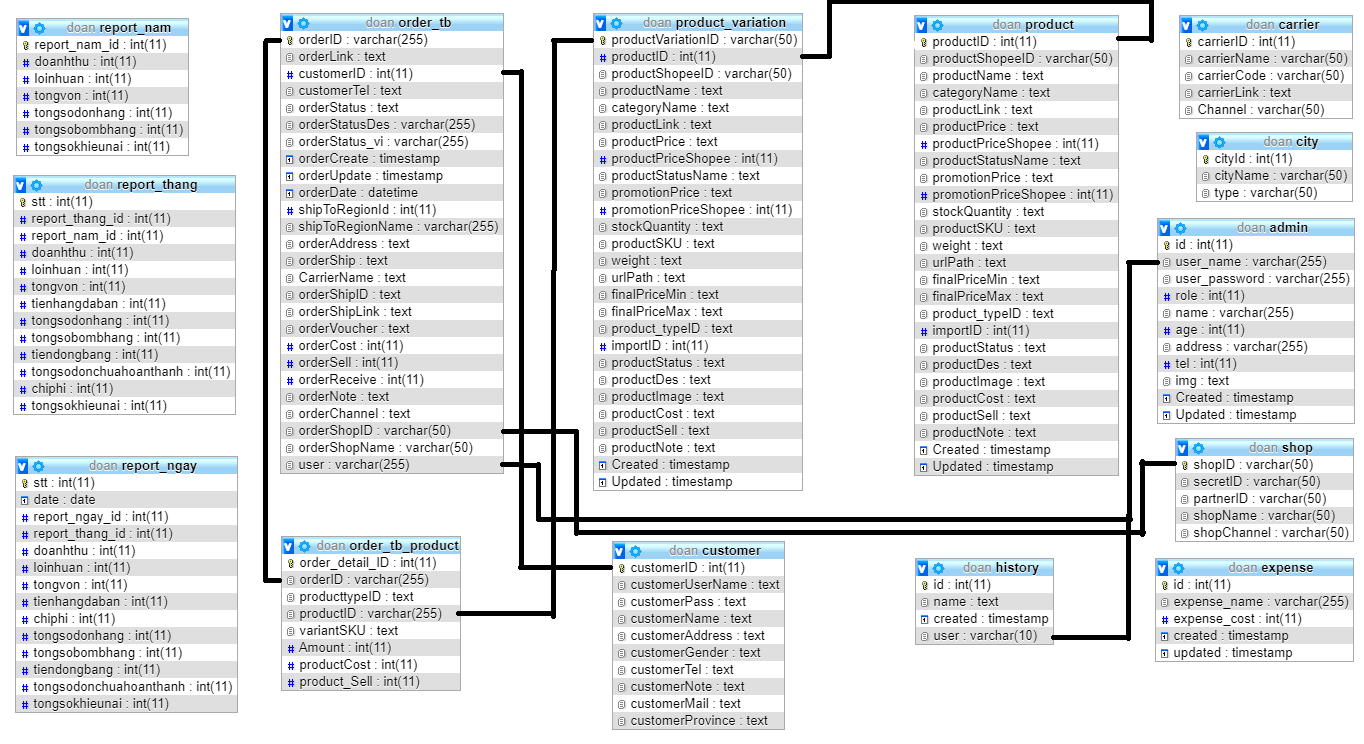 doan report_nam
report_nam_id : int(11)
doanhthu : int(11)
loinhuan : int(11)
tongvon : int(11)
tongsodonhang : int(11)
tongsobombhang : int(11)
tongsokhieunai : int(11)
doan report_thang
stt : int(11)
report_thang_id : int(11)
report_nam_id : int(11)
doanhthu : int(11)
loinhuan : int(11)
tongvon : int(11)
tienhangdaban : int(11)
tongsodonhang : int(11)
tongsobombhang : int(11)
tiendongbang : int(11)
tongsodonchuahoanthanh : int(11)
chiphi : int(11)
tongsokhieunai : int(11)
doan report_ngay
stt : int(11)
date : date
report_ngay_id : int(11)
report_thang_id : int(11)
doanhthu : int(11)
loinhuan : int(11)
tongvon : int(11)
tienhangdaban : int(11)
chiphi : int(11)
tongsodonhang : int(11)
tongsobombhang : int(11)
tiendongbang : int(11)
tongsodonchuahoanthanh : int(11)
tongsokhieunai : int(11)
doan order_tb
orderID : varchar(255)
orderLink : text
customerID : int(11)
customerTel : text
orderStatus : text
orderStatusDes : varchar(255)
orderStatus_vi : varchar(255)
orderCreate : timestamp
orderUpdate : timestamp
orderDate : datetime
shipToRegionId : int(11)
shipToRegionName : varchar(255)
orderAddress : text
orderShip : text
CarrierName : text
orderShipID : text
orderShipLink : text
orderVoucher : text
orderCost : int(11)
orderSell : int(11)
orderReceive : int(11)
orderNote : text
orderChannel : text
orderShopID : varchar(50)
orderShopName : varchar(50)
user : varchar(255)
doan order_tb_product
order_detail_ID : int(11)
orderID : varchar(255)
producttypeID : text
productID : varchar(255)
variantSKU : text
Amount : int(11)
productCost : int(11)
product_Sell : int(11)
doan product_variation
productVariationID : varchar(50)
productID : int(11)
productShopeeID : varchar(50)
productName : text
categoryName : text
productLink : text
productPrice : text
productPriceShopee : int(11)
productStatusName : text
promotionPrice : text
promotionPriceShopee : int(11)
stockQuantity : text
productSKU : text
weight : text
urlPath : text
finalPriceMin : text
finalPriceMax : text
product_typeID : text
importID : int(11)
productStatus : text
productDes : text
productImage : text
productCost : text
productSell : text
productNote : text
Created : timestamp
Updated : timestamp
doan customer
customerID : int(11)
customerUserName : text
customerPass : text
customerName : text
customerAddress : text
customerGender : text
customerTel : text
customerNote : text
customerMail : text
customerProvince : text
doan product
productID : int(11)
productShopeeID : varchar(50)
productName : text
categoryName : text
productLink : text
productPrice : text
productPriceShopee : int(11)
productStatusName : text
promotionPrice : text
promotionPriceShopee : int(11)
stockQuantity : text
productSKU : text
weight : text
urlPath : text
finalPriceMin : text
finalPriceMax : text
product_typeID : text
importID : int(11)
productStatus : text
productDes : text
productImage : text
productCost : text
productSell : text
productNote : text
Created : timestamp
Updated : timestamp
doan history
id : int(11)
name : text
created : timestamp
user : varchar(10)
doan carrier
carrierID : int(11)
carrierName : varchar(50)
carrierCode : varchar(50)
carrierLink : text
Channel : varchar(50)
doan city
cityId : int(11)
cityName : varchar(50)
type : varchar(50)
doan admin
id : int(11)
user_name : varchar(255)
user_password : varchar(255)
role : int(11)
name : varchar(255)
age : int(11)
address : varchar(255)
tel : int(11)
img : text
Created : timestamp
Updated : timestamp
doan shop
shopID : varchar(50)
secretID : varchar(50)
partnerID : varchar(50)
shopName : varchar(50)
shopChannel : varchar(50)
doan expense
id : int(11)
expense_name : varchar(255)
expense_cost : int(11)
created : timestamp
updated : timestamp